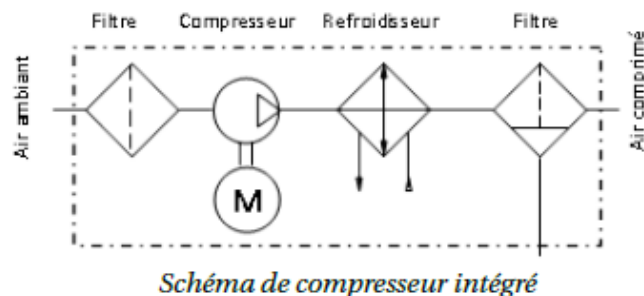 Filtre Compresseur Refroidisseur Filtre
Air ambiant
Air comprimé
M
Schéma de compresseur intégré